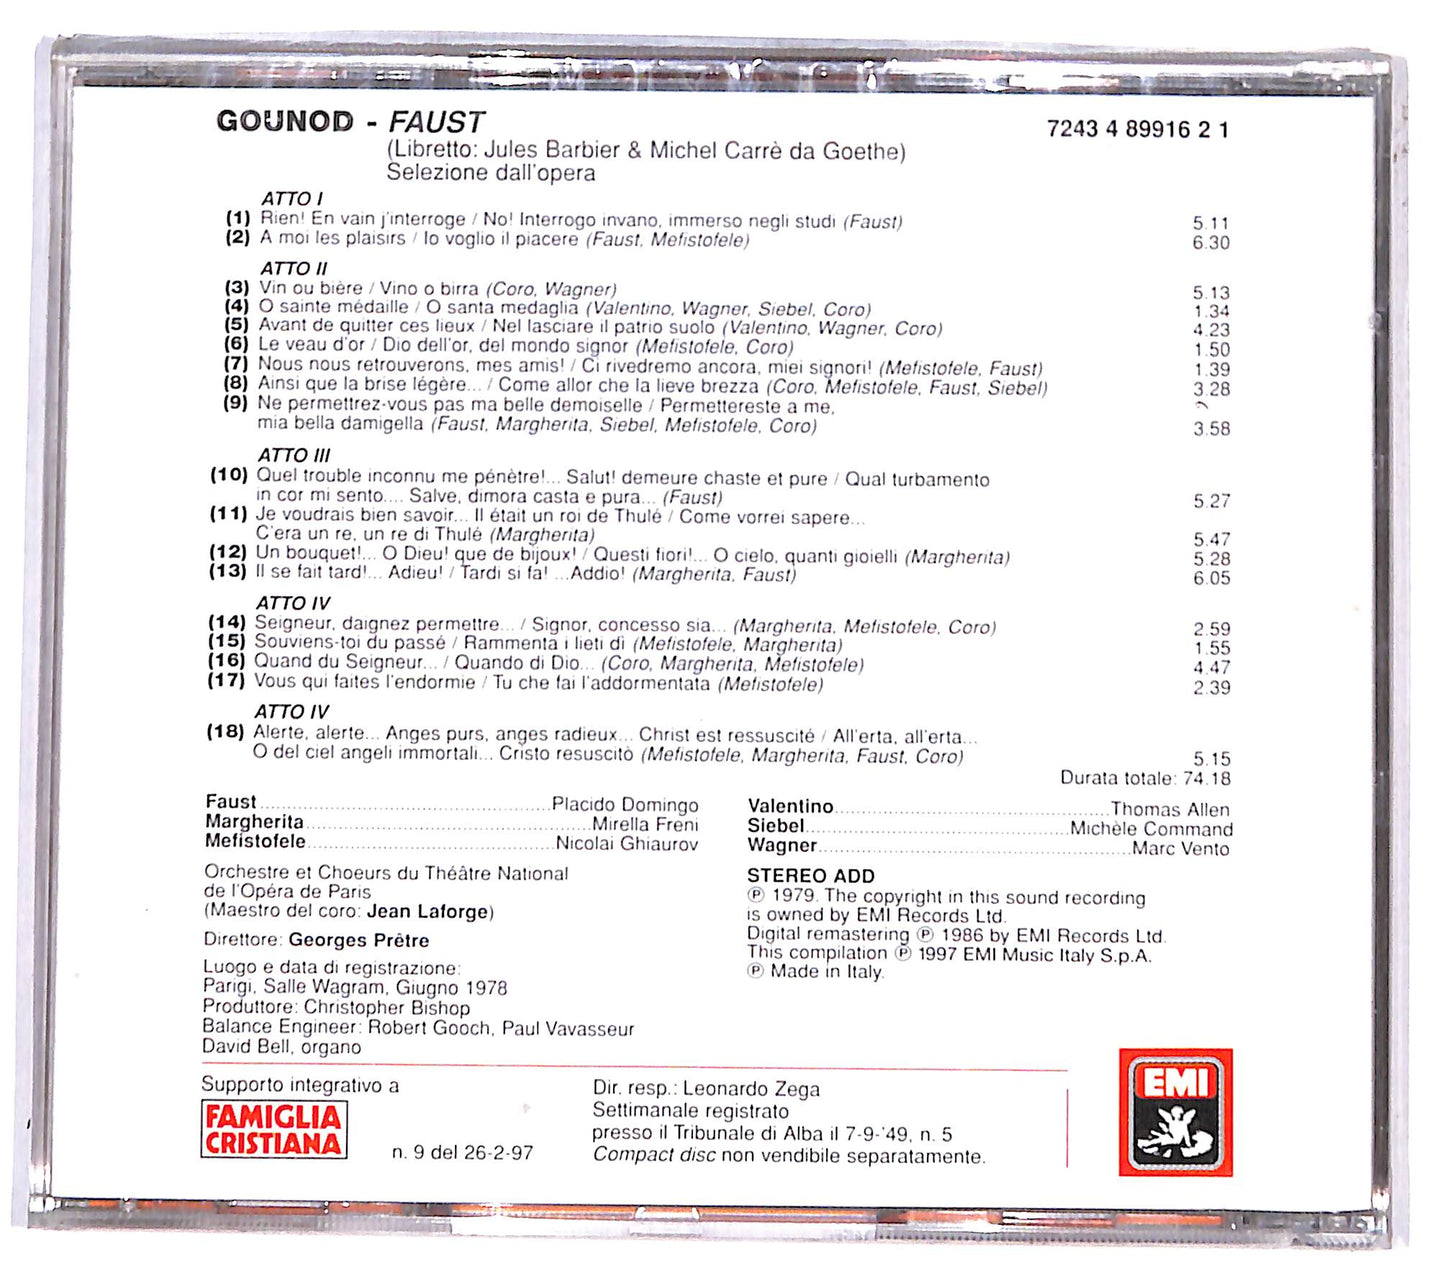 GOUNOD - FAUST 7243 4 89916 2 1
(Libretto: Jules Barbier & Michel Carrè da Goethe)
Selezione dall'opera
ATTO I
(1) Rien! En vain j'interroge / No! Interrogo invano, immerso negli studi (Faust) 5.11
(2) A moi les plaisirs / Io voglio il piacere (Faust, Mefistofele) 6.30
ATTO II
(3) Vin ou bière / Vino o birra (Coro, Wagner) 5.13
(4) O sainte médaille / O santa medaglia (Valentino, Wagner, Siebel, Coro) 1.34
(5) Avant de quitter ces lieux / Nel lasciare il patrio suolo (Valentino, Wagner, Coro) 4.23
(6) Le veau d'or / Dio dell'or, del mondo signor (Mefistofele, Coro) 1.50
(7) Nous nous retrouverons, mes amis! / Ci rivedremo ancora, miei signori! (Mefistofele, Faust) 1.39
(8) Ainsi que la brise légère... / Come allor che la lieve brezza (Coro, Mefistofele, Faust, Siebel) 3.28
(9) Ne permettrez-vous pas ma belle demoiselle / Permettereste a me,
mia bella damigella (Faust, Margherita, Siebel, Mefistofele, Coro) 3.58
ATTO III
(10) Quel trouble inconnu me pénètre!... Salut! demeure chaste et pure / Qual turbamento
in cor mi sento.... Salve, dimora casta e pura... (Faust) 5.27
(11) Je voudrais bien savoir... Il était un roi de Thulé / Come vorrei sapere...
C'era un re, un re di Thulé (Margherita) 5.47
(12) Un bouquet!... O Dieu! que de bijoux! / Questi fiori!... O cielo, quanti gioielli (Margherita) 5.28
(13) Il se fait tard!... Adieu! / Tardi si fa! ...Addio! (Margherita, Faust) 6.05
ATTO IV
(14) Seigneur, daignez permettre... / Signor, concesso sia... (Margherita, Mefistofele, Coro) 2.59
(15) Souviens-toi du passé / Rammenta i lieti di (Mefistofele, Margherita) 1.55
(16) Quand du Seigneur... / Quando di Dio... (Coro, Margherita, Mefistofele) 4.47
(17) Vous qui faites l'endormie / Tu che fai l'addormentata (Mefistofele) 2.39
ATTO IV
(18) Alerte, alerte... Anges purs, anges radieux... Christ est ressuscité / All'erta, all'erta...
O del ciel angeli immortali... Cristo resuscitò (Mefistofele, Margherita, Faust, Coro) 5.15
Durata totale: 74.18
Faust..........Placido Domingo
Margherita..........Mirella Freni
Mefistofele..........Nicolai Ghiaurov
Valentino..........Thomas Allen
Siebel..........Michèle Command
Wagner..........Marc Vento
Orchestre et Choeurs du Théâtre National
de l'Opéra de Paris
(Maestro del coro: Jean Laforge)
Direttore: Georges Prêtre
Luogo e data di registrazione:
Parigi, Salle Wagram, Giugno 1978
Produttore: Christopher Bishop
Balance Engineer: Robert Gooch, Paul Vavasseur
David Bell, organo
STEREO ADD
℗ 1979. The copyright in this sound recording
is owned by EMI Records Ltd.
Digital remastering ℗ 1986 by EMI Records Ltd.
This compilation ℗ 1997 EMI Music Italy S.p.A.
℗ Made in Italy.
Supporto integrativo a
FAMIGLIA
CRISTIANA
n. 9 del 26-2-97
Dir. resp.: Leonardo Zega
Settimanale registrato
presso il Tribunale di Alba il 7-9-'49, n. 5
Compact disc non vendibile separatamente.
EMI